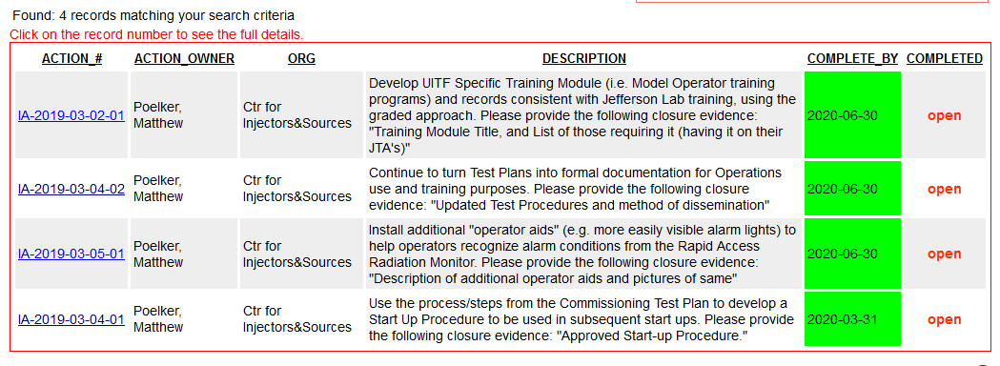 Found: 4 records matching your search criteria
Click on the record number to see the full details.
ACTION_# ACTION_OWNER ORG DESCRIPTION COMPLETE_BY COMPLETED
IA-2019-03-02-01
Poelker,
Matthew
Ctr for
Injectors&Sources
Develop UITF Specific Training Module (i.e. Model Operator training
programs) and records consistent with Jefferson Lab training, using the
graded approach. Please provide the following closure evidence:
"Training Module Title, and List of those requiring it (having it on their
JTA's)"
2020-06-30
open
IA-2019-03-04-02
Poelker,
Matthew
Ctr for
Injectors&Sources
Continue to turn Test Plans into formal documentation for Operations
use and training purposes. Please provide the following closure
evidence: "Updated Test Procedures and method of dissemination"
2020-06-30
open
IA-2019-03-05-01
Poelker,
Matthew
Ctr for
Injectors&Sources
Install additional "operator aids" (e.g. more easily visible alarm lights) to
help operators recognize alarm conditions from the Rapid Access
Radiation Monitor. Please provide the following closure evidence:
"Description of additional operator aids and pictures of same"
2020-06-30
open
IA-2019-03-04-01
Poelker,
Matthew
Ctr for
Injectors&Sources
Use the process/steps from the Commissioning Test Plan to develop a
Start Up Procedure to be used in subsequent start ups. Please provide
the following closure evidence: "Approved Start-up Procedure."
2020-03-31
open